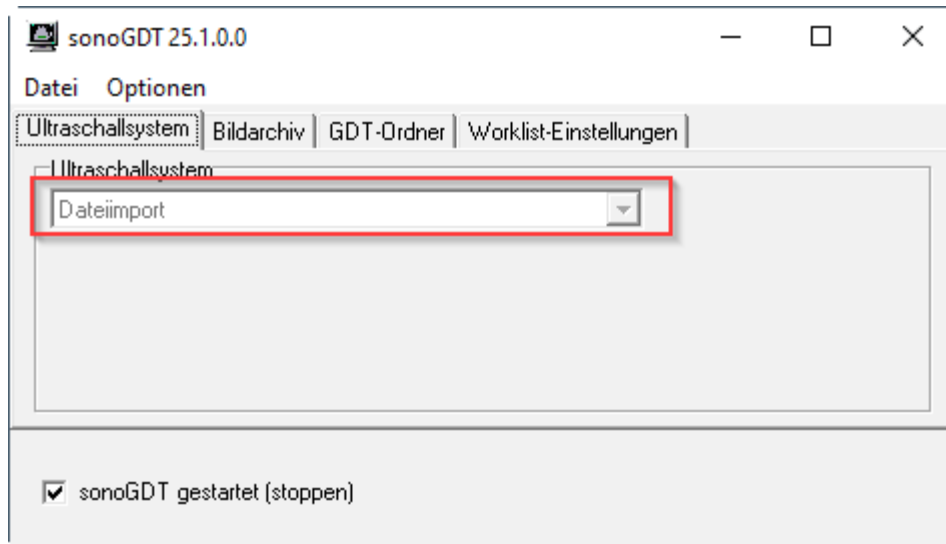 sonoGDT 25.1.0.0
Datei Optionen
Ultraschallsystem Bildarchiv GDT-Ordner Worklist-Einstellungen
Ultraschallsystem
Dateiimport
sonoGDT gestartet (stoppen)